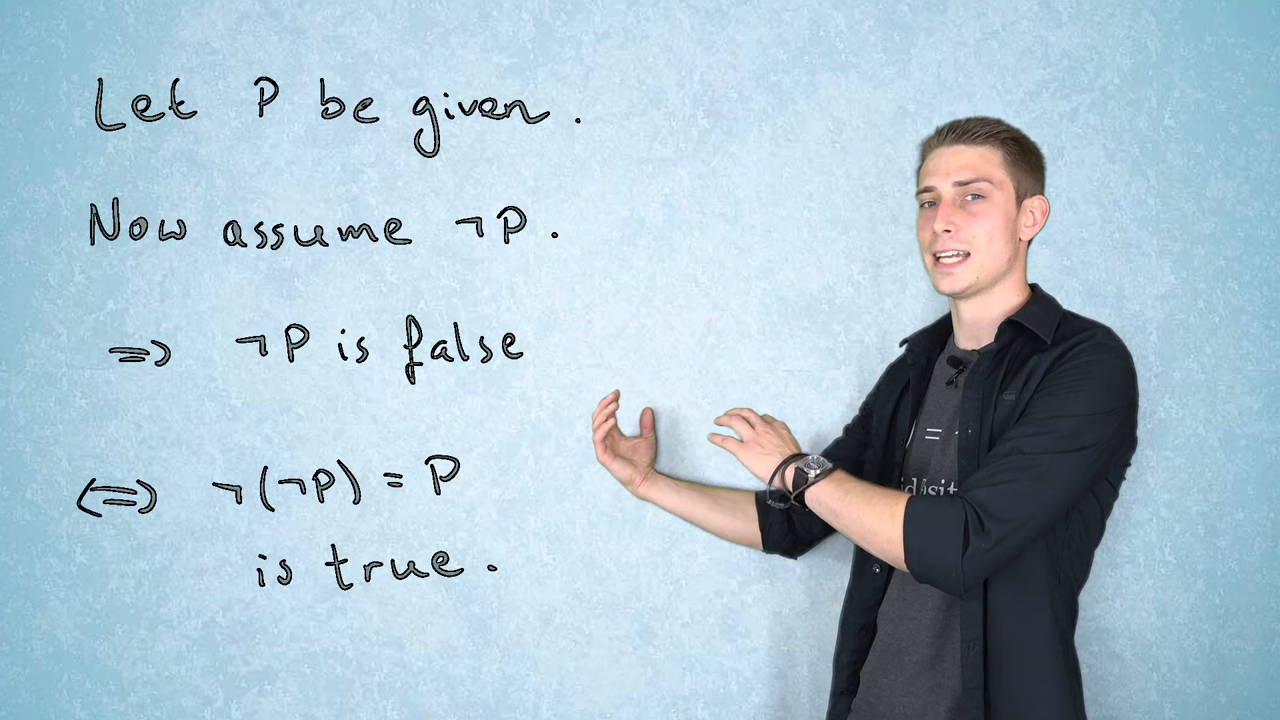 Let P be given.
Now assume ¬P.
=> ¬P is false
<=> ¬(¬P) = P
is true.
=